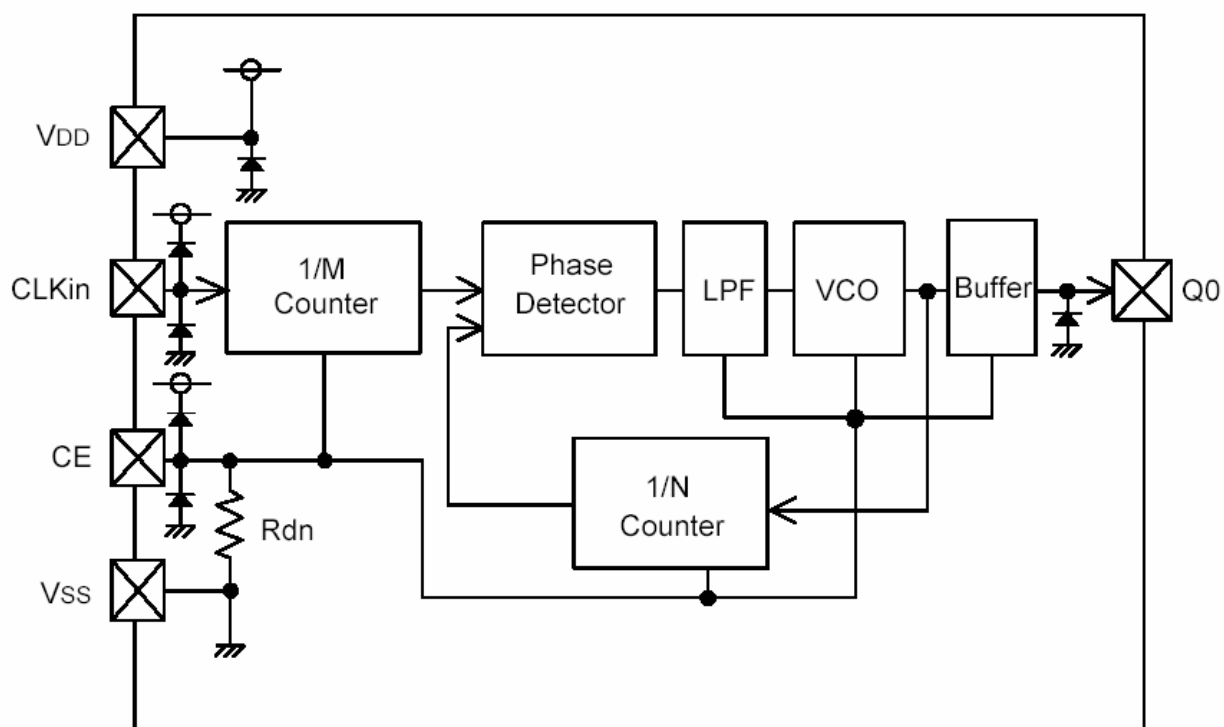 VDD
CLKin
1/M
Counter
Phase
Detector
LPF
VCO
Buffer
Q0
CE
Rdn
1/N
Counter
VSS